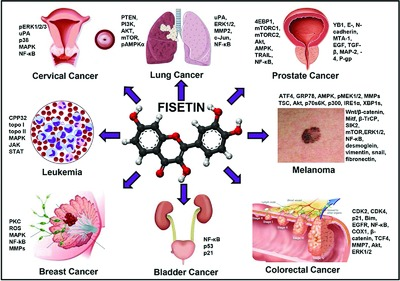 pERK1/2/3
uPA
p38
MAPK
NF-κB
Cervical Cancer
PTEN,
PI3K,
AKT,
mTOR,
pAMPKα
uPA,
ERK1/2,
MMP2,
c-Jun,
NF-κB
Lung Cancer
4EBP1,
mTORC1,
mTORC2,
Akt,
AMPK,
TRAIL,
NF-κB
YB1, E-, N-
cadherin,
MTA-1,
EGF, TGF-
β, MAP-2, -
4, P-gp
Prostate Cancer
FISETIN
CPP32
topo I
topo II
MAPK
JAK
STAT
Leukemia
ATF4, GRP78, AMPK, pMEK1/2, MMPs
TSC, Akt, p70s6K, p300, IRE1α, XBP1s,
Wnt/β-catenin,
Mitf, β-TrCP,
SIK2,
mTOR,ERK1/2,
NF-κB,
desmoglein,
vimentin, snail,
fibronectin,
Melanoma
PKC
ROS
MAPK
NF-kB
MMPs
Breast Cancer
NF-κB
p53
p21
Bladder Cancer
CDK2, CDK4,
p21, Bim,
EGFR, NF-κB,
COX1, β-
catenin, TCF4,
MMP7, Akt,
ERK1/2
Colorectal Cancer